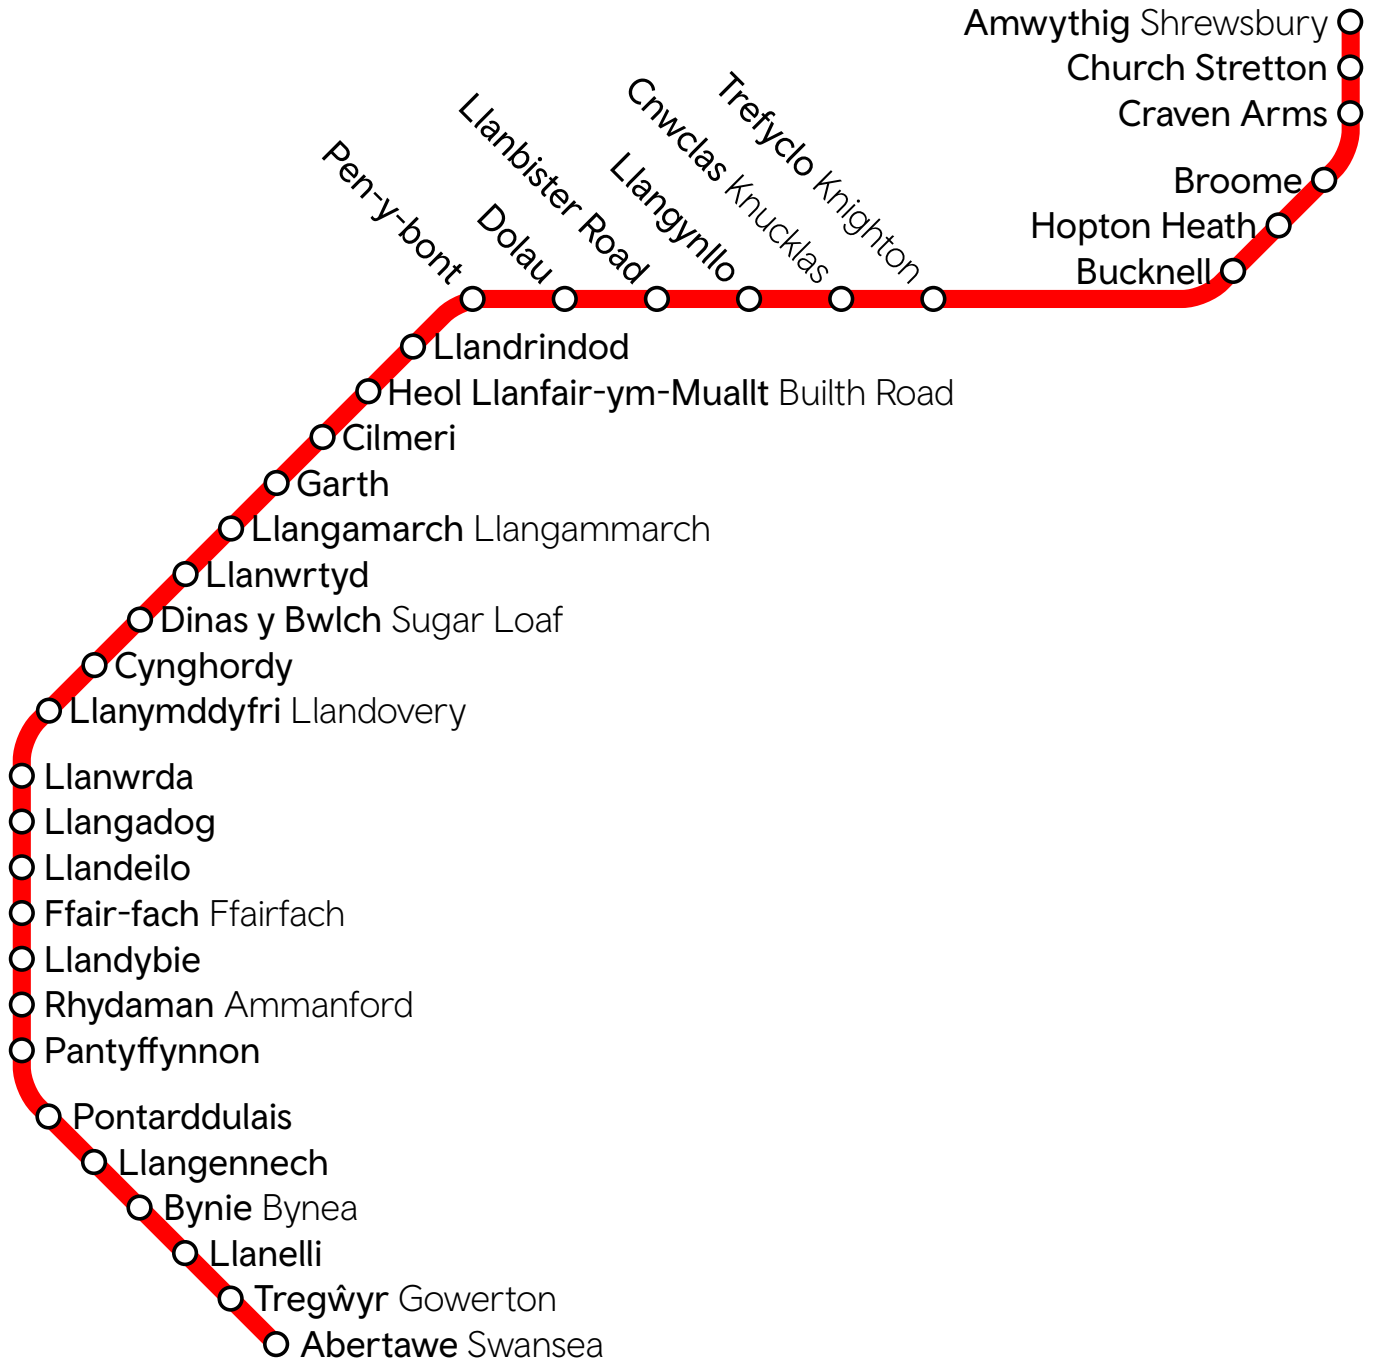 Amwythig Shrewsbury
Church Stretton
Craven Arms
Broome
Hopton Heath
Bucknell
Trefyclo Knighton
Cnwclas Knucklas
Llangynllo
Llanbister Road
Dolau
Pen-y-bont
Llandrindod
Heol Llanfair-ym-Muallt Builth Road
Cilmeri
Garth
Llangamarch Llangammarch
Llanwrtyd
Dinas y Bwlch Sugar Loaf
Cynghordy
Llanymddyfri Llandovery
Llanwrda
Llangadog
Llandeilo
Ffair-fach Ffairfach
Llandybie
Rhydaman Ammanford
Pantyffynnon
Pontarddulais
Llangennech
Bynie Bynea
Llanelli
Tregŵyr Gowerton
Abertawe Swansea